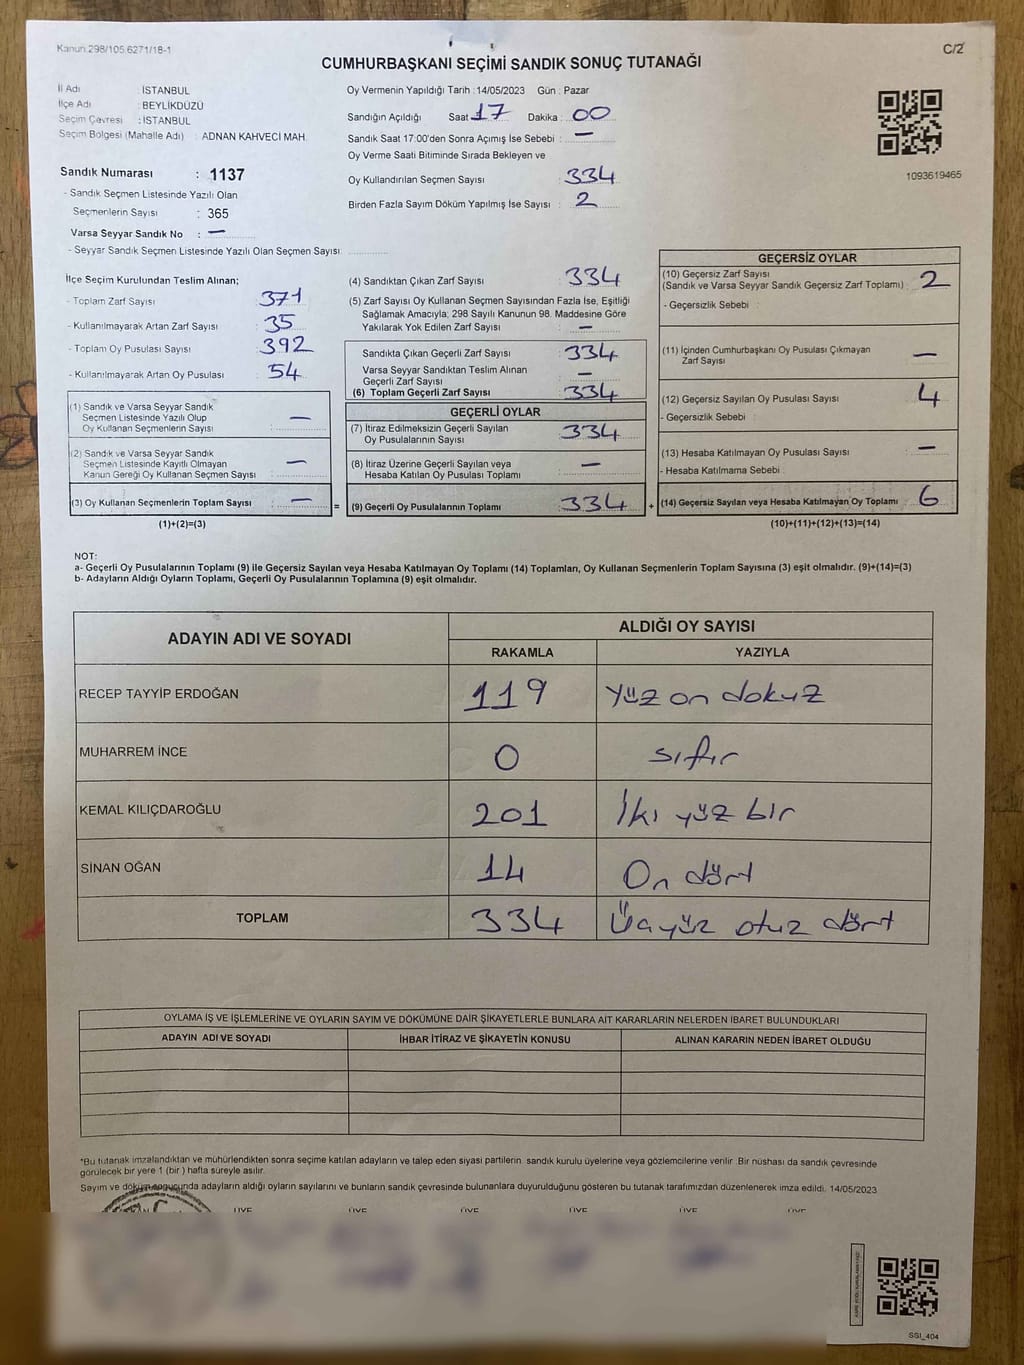 Kanun 298/105 6271/18-1
C/2
CUMHURBAŞKANI SEÇİMİ SANDIK SONUÇ TUTANAĞI
İl Adı : İSTANBUL
İlçe Adı : BEYLİKDÜZÜ
Seçim Çevresi : İSTANBUL
Seçim Bölgesi (Mahalle Adı) : ADNAN KAHVECİ MAH.
Sandık Numarası : 1137
- Sandık Seçmen Listesinde Yazılı Olan
Seçmenlerin Sayısı : 365
Varsa Seyyar Sandık No : —
- Seyyar Sandık Seçmen Listesinde Yazılı Olan Seçmen Sayısı:
Oy Vermenin Yapıldığı Tarih : 14/05/2023 Gün : Pazar
Sandığın Açıldığı Saat : 17 Dakika : 00
Sandık Saat 17:00'den Sonra Açımış İse Sebebi : —
Oy Verme Saati Bitiminde Sırada Bekleyen ve
Oy Kullandırılan Seçmen Sayısı : 334
Birden Fazla Sayım Döküm Yapılmış İse Sayısı : 2
1093619465
İlçe Seçim Kurulundan Teslim Alınan;
- Toplam Zarf Sayısı : 371
- Kullanılmayarak Artan Zarf Sayısı : 35
- Toplam Oy Pusulası Sayısı : 392
- Kullanılmayarak Artan Oy Pusulası : 54
(1) Sandık ve Varsa Seyyar Sandık
Seçmen Listesinde Yazılı Olup
Oy Kullanan Seçmenlerin Sayısı : —
(2) Sandık ve Varsa Seyyar Sandık
Seçmen Listesinde Kayıtlı Olmayan
Kanun Gereği Oy Kullanan Seçmen Sayısı : —
(3) Oy Kullanan Seçmenlerin Toplam Sayısı : —
(1)+(2)=(3)
(4) Sandıktan Çıkan Zarf Sayısı : 334
(5) Zarf Sayısı Oy Kullanan Seçmen Sayısından Fazla İse, Eşitliği
Sağlamak Amacıyla; 298 Sayılı Kanunun 98. Maddesine Göre
Yakılarak Yok Edilen Zarf Sayısı : —
Sandıkta Çıkan Geçerli Zarf Sayısı : 334
Varsa Seyyar Sandıktan Teslim Alınan
Geçerli Zarf Sayısı : —
(6) Toplam Geçerli Zarf Sayısı : 334
GEÇERLİ OYLAR
(7) İtiraz Edilmeksizin Geçerli Sayılan
Oy Pusulalarının Sayısı : 334
(8) İtiraz Üzerine Geçerli Sayılan veya
Hesaba Katılan Oy Pusulası Toplamı : —
= (9) Geçerli Oy Pusulalarının Toplamı : 334 +
GEÇERSİZ OYLAR
(10) Geçersiz Zarf Sayısı
(Sandık ve Varsa Seyyar Sandık Geçersiz Zarf Toplamı) : 2
- Geçersizlik Sebebi :
(11) İçinden Cumhurbaşkanı Oy Pusulası Çıkmayan
Zarf Sayısı : —
(12) Geçersiz Sayılan Oy Pusulası Sayısı : 4
- Geçersizlik Sebebi :
(13) Hesaba Katılmayan Oy Pusulası Sayısı : —
- Hesaba Katılmama Sebebi :
(14) Geçersiz Sayılan veya Hesaba Katılmayan Oy Toplamı : 6
(10)+(11)+(12)+(13)=(14)
NOT:
a- Geçerli Oy Pusulalarının Toplamı (9) ile Geçersiz Sayılan veya Hesaba Katılmayan Oy Toplamı (14) Toplamları, Oy Kullanan Seçmenlerin Toplam Sayısına (3) eşit olmalıdır. (9)+(14)=(3)
b- Adayların Aldığı Oyların Toplamı, Geçerli Oy Pusulalarının Toplamına (9) eşit olmalıdır.
ADAYIN ADI VE SOYADI ALDIĞI OY SAYISI
RAKAMLA YAZIYLA
RECEP TAYYİP ERDOĞAN 119 Yüz on dokuz
MUHARREM İNCE 0 sıfır
KEMAL KILIÇDAROĞLU 201 İki yüz bir
SİNAN OĞAN 14 On dört
TOPLAM 334 Üçyüz otuz dört
OYLAMA İŞ VE İŞLEMLERİNE VE OYLARIN SAYIM VE DÖKÜMÜNE DAİR ŞİKAYETLERLE BUNLARA AİT KARARLARIN NELERDEN İBARET BULUNDUKLARI
ADAYIN ADI VE SOYADI İHBAR İTİRAZ VE ŞİKAYETİN KONUSU ALINAN KARARIN NEDEN İBARET OLDUĞU
*Bu tutanak imzalandıktan ve mühürlendikten sonra seçime katılan adayların ve talep eden siyasi partilerin sandık kurulu üyelerine veya gözlemcilerine verilir. Bir nüshası da sandık çevresinde
görülecek bir yere 1 (bir) hafta süreyle asılır.
Sayım ve döküm sonucunda adayların aldığı oyların sayılarını ve bunların sandık çevresinde bulunanlara duyurulduğunu gösteren bu tutanak tarafımızdan düzenlenerek imza edildi. 14/05/2023
ÜYE ÜYE ÜYE ÜYE ÜYE ÜYE
SSI_404